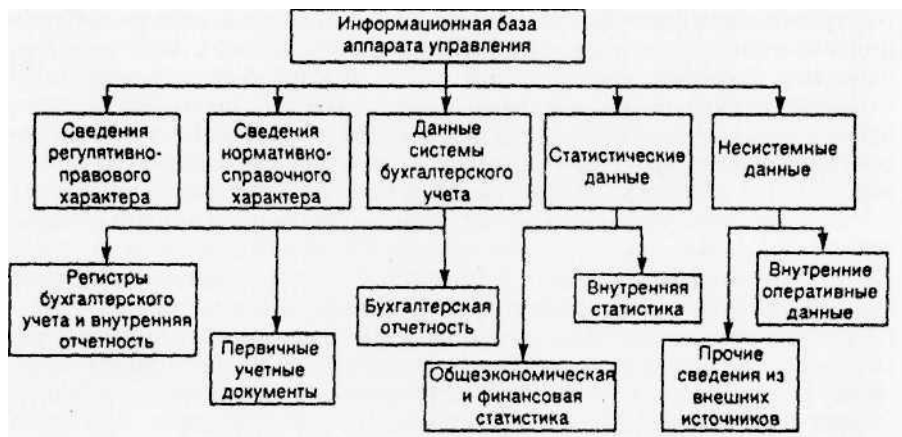 Информационная база
аппарата управления
Сведения
регулятивно-
правового
характера
Сведения
нормативно-
справочного
характера
Данные
системы
бухгалтерского
учета
Статистические
данные
Несистемные
данные
Регистры
бухгалтерского
учета и внутренняя
отчетность
Первичные
учетные
документы
Бухгалтерская
отчетность
Общеэкономическая
и финансовая
статистика
Внутренняя
статистика
Прочие
сведения из
внешних
источников
Внутренние
оперативные
данные